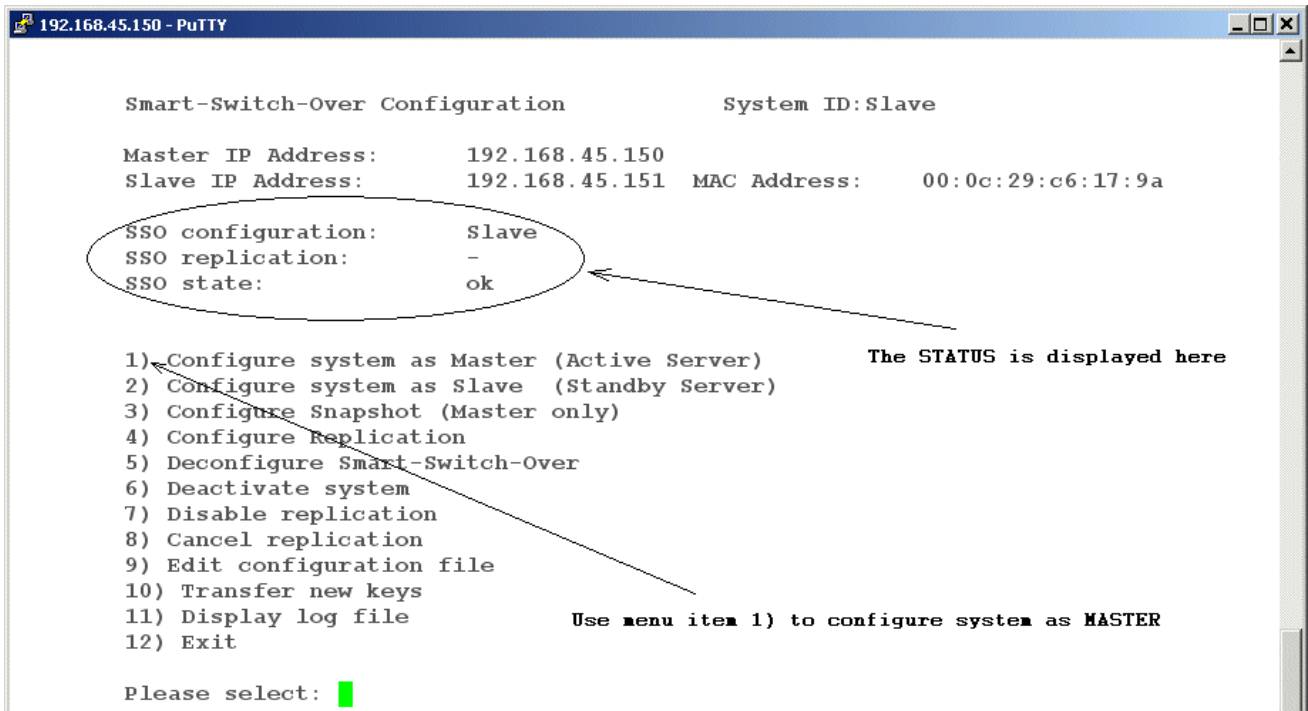 192.168.45.150 - PuTTY
Smart-Switch-Over Configuration System ID:Slave
Master IP Address: 192.168.45.150
Slave IP Address: 192.168.45.151 MAC Address: 00:0c:29:c6:17:9a
SSO configuration: Slave
SSO replication: -
SSO state: ok
The STATUS is displayed here
1) Configure system as Master (Active Server)
2) Configure system as Slave (Standby Server)
3) Configure Snapshot (Master only)
4) Configure Replication
5) Deconfigure Smart-Switch-Over
6) Deactivate system
7) Disable replication
8) Cancel replication
9) Edit configuration file
10) Transfer new keys
11) Display log file
Use menu item 1) to configure system as MASTER
12) Exit
Please select: